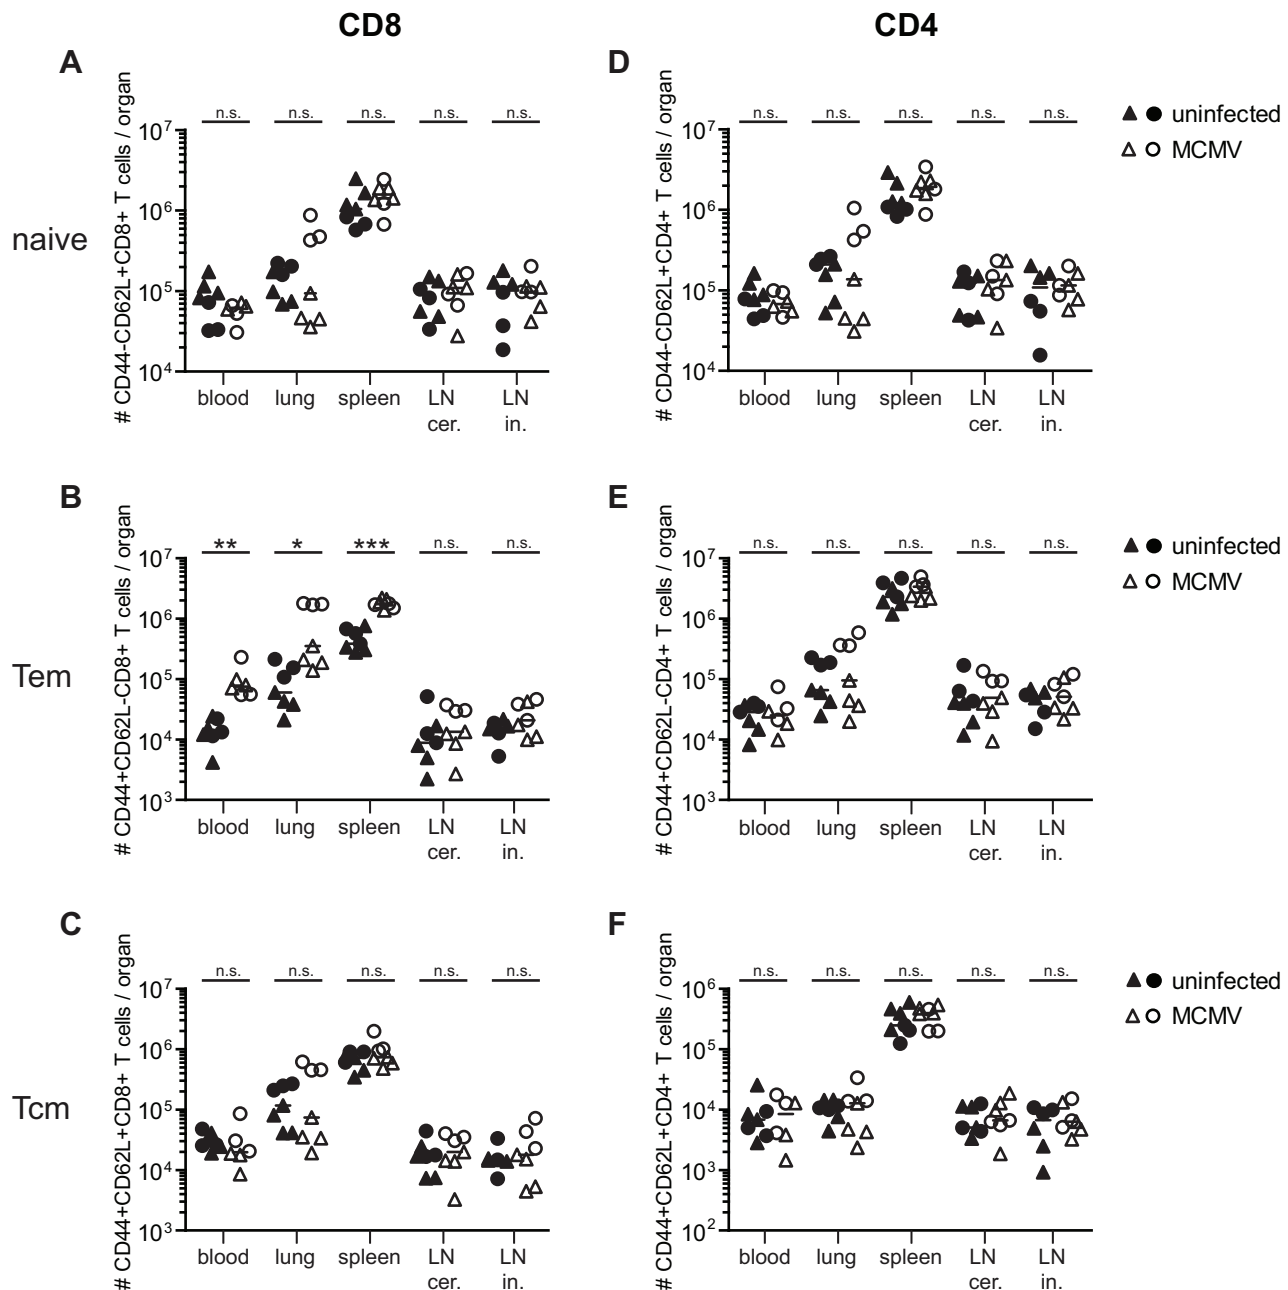 CD8
CD4
A
# CD44-CD62L+CD8+ T cells / organ
n.s. n.s. n.s. n.s. n.s.
10^7
10^6
10^5
10^4
blood lung spleen LN cer. LN in.
D
# CD44-CD62L+CD4+ T cells / organ
n.s. n.s. n.s. n.s. n.s.
10^7
10^6
10^5
10^4
blood lung spleen LN cer. LN in.
uninfected
MCMV
naive
B
# CD44+CD62L-CD8+ T cells / organ
** * *** n.s. n.s.
10^7
10^6
10^5
10^4
10^3
blood lung spleen LN cer. LN in.
E
# CD44+CD62L-CD4+ T cells / organ
n.s. n.s. n.s. n.s. n.s.
10^7
10^6
10^5
10^4
10^3
blood lung spleen LN cer. LN in.
uninfected
MCMV
Tem
C
# CD44+CD62L+CD8+ T cells / organ
n.s. n.s. n.s. n.s. n.s.
10^7
10^6
10^5
10^4
10^3
blood lung spleen LN cer. LN in.
F
# CD44+CD62L+CD4+ T cells / organ
n.s. n.s. n.s. n.s. n.s.
10^6
10^5
10^4
10^3
10^2
blood lung spleen LN cer. LN in.
uninfected
MCMV
Tcm